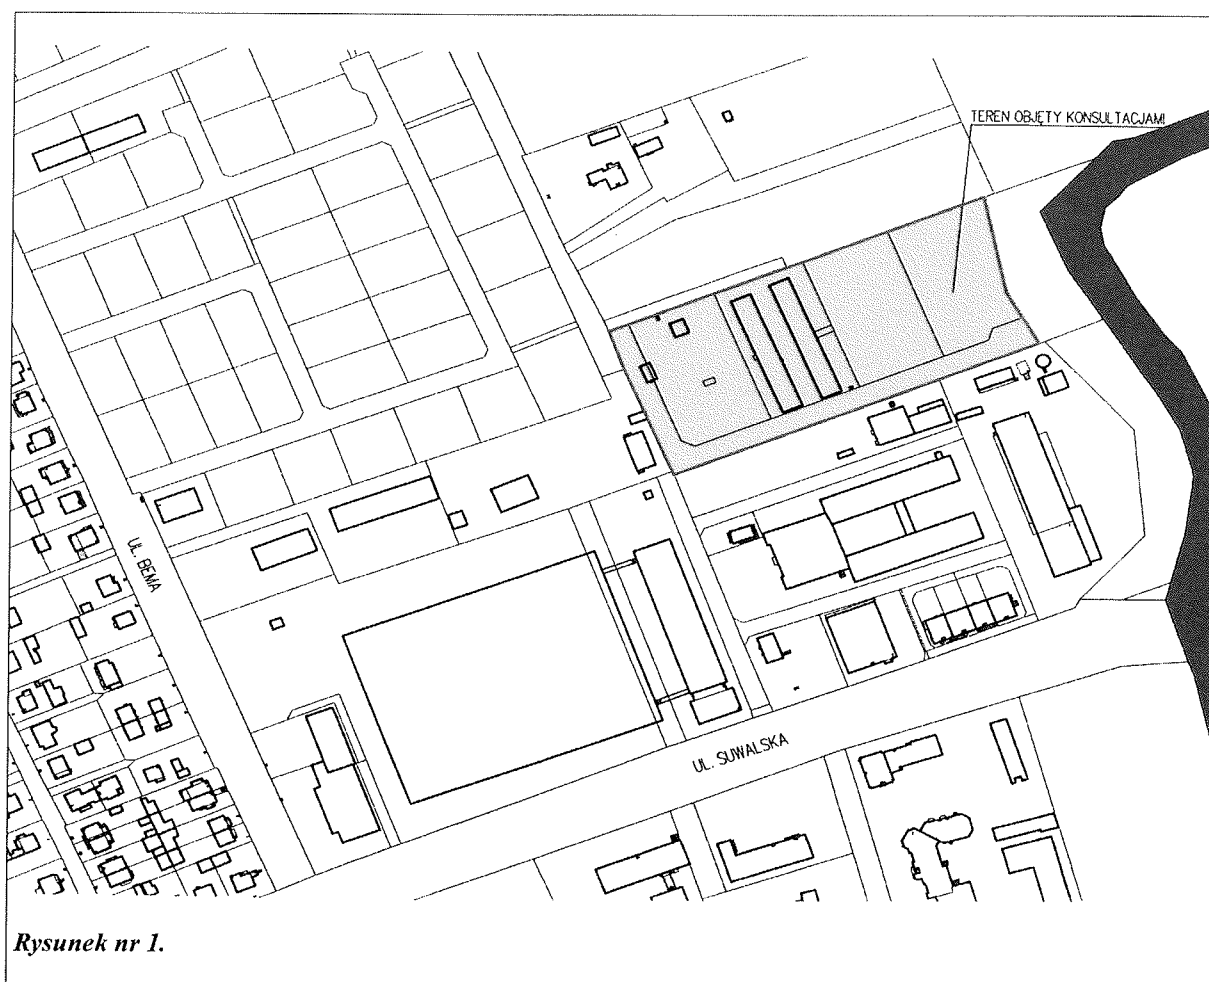 TEREN OBJĘTY KONSULTACJAMI
UL. BEMA
UL. SUWALSKA
Rysunek nr 1.